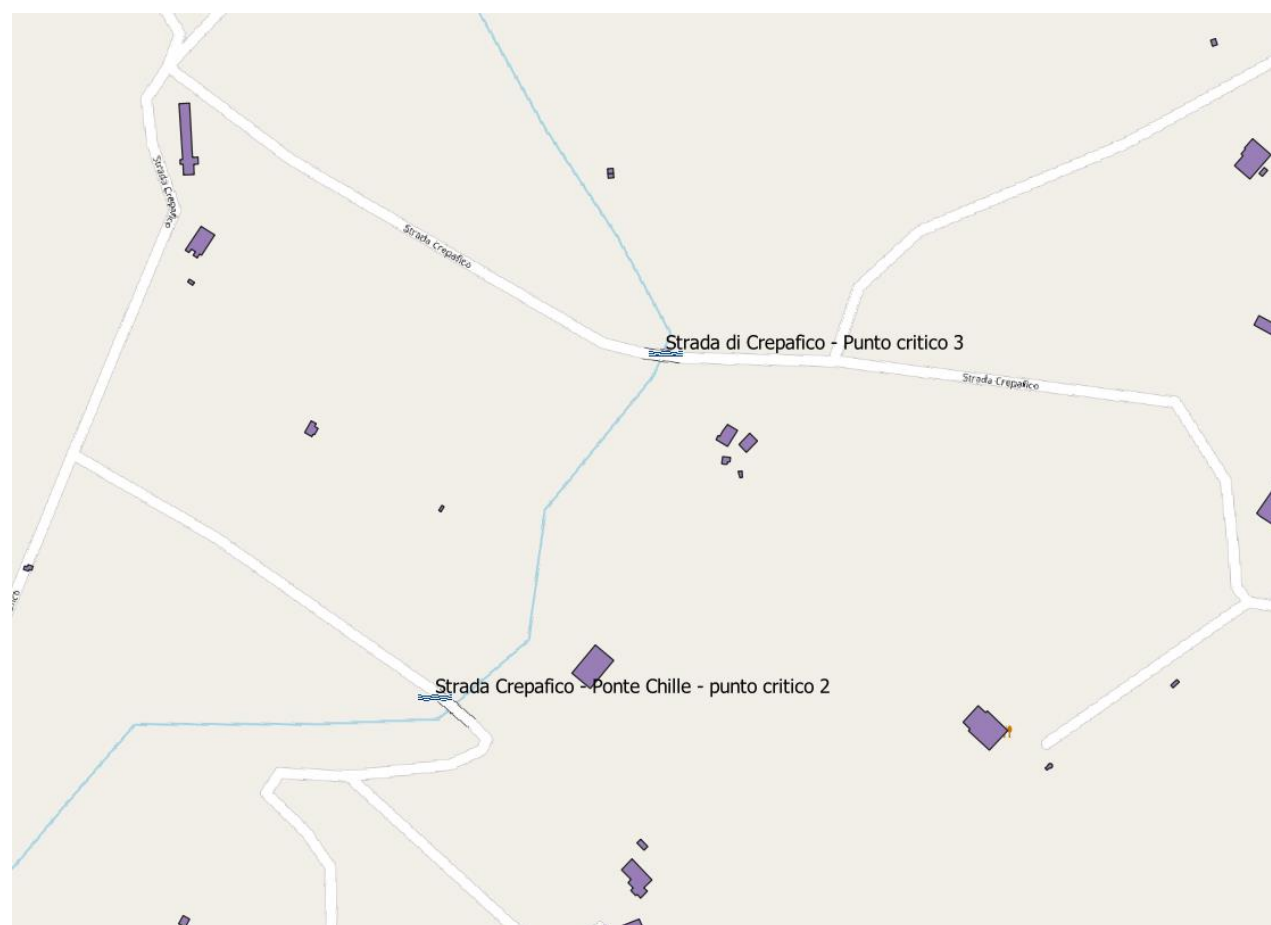 Strada Crepafico
Strada Crepafico
Strada di Crepafico - Punto critico 3
Strada Crepafico
fico
Strada Crepafico - Ponte Chille - punto critico 2